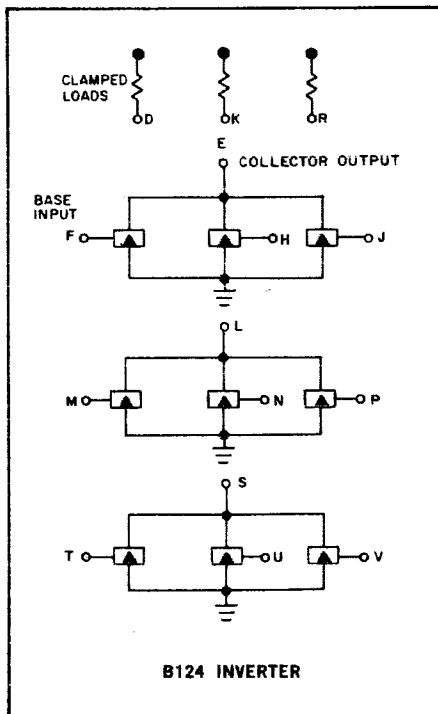 CLAMPED
LOADS
D
K
R
E
COLLECTOR OUTPUT
BASE
INPUT
F
H
J
L
M
N
P
S
T
U
V
B124 INVERTER